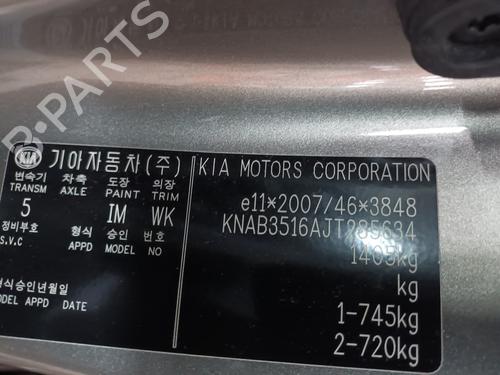 B-PARTS
KIA 기아자동차(주) KIA MOTORS CORPORATION
변속기 차축 도장 의장
TRANSM AXLE PAINT TRIM
5 IM WK
정비부호 형식 승인 번호
S.V.C APPD MODEL NO
형식승인년월일
MODEL APPD DATE
e11*2007/46*3848
KNAB3516AJT285634
1405kg
kg
1-745kg
2-720kg